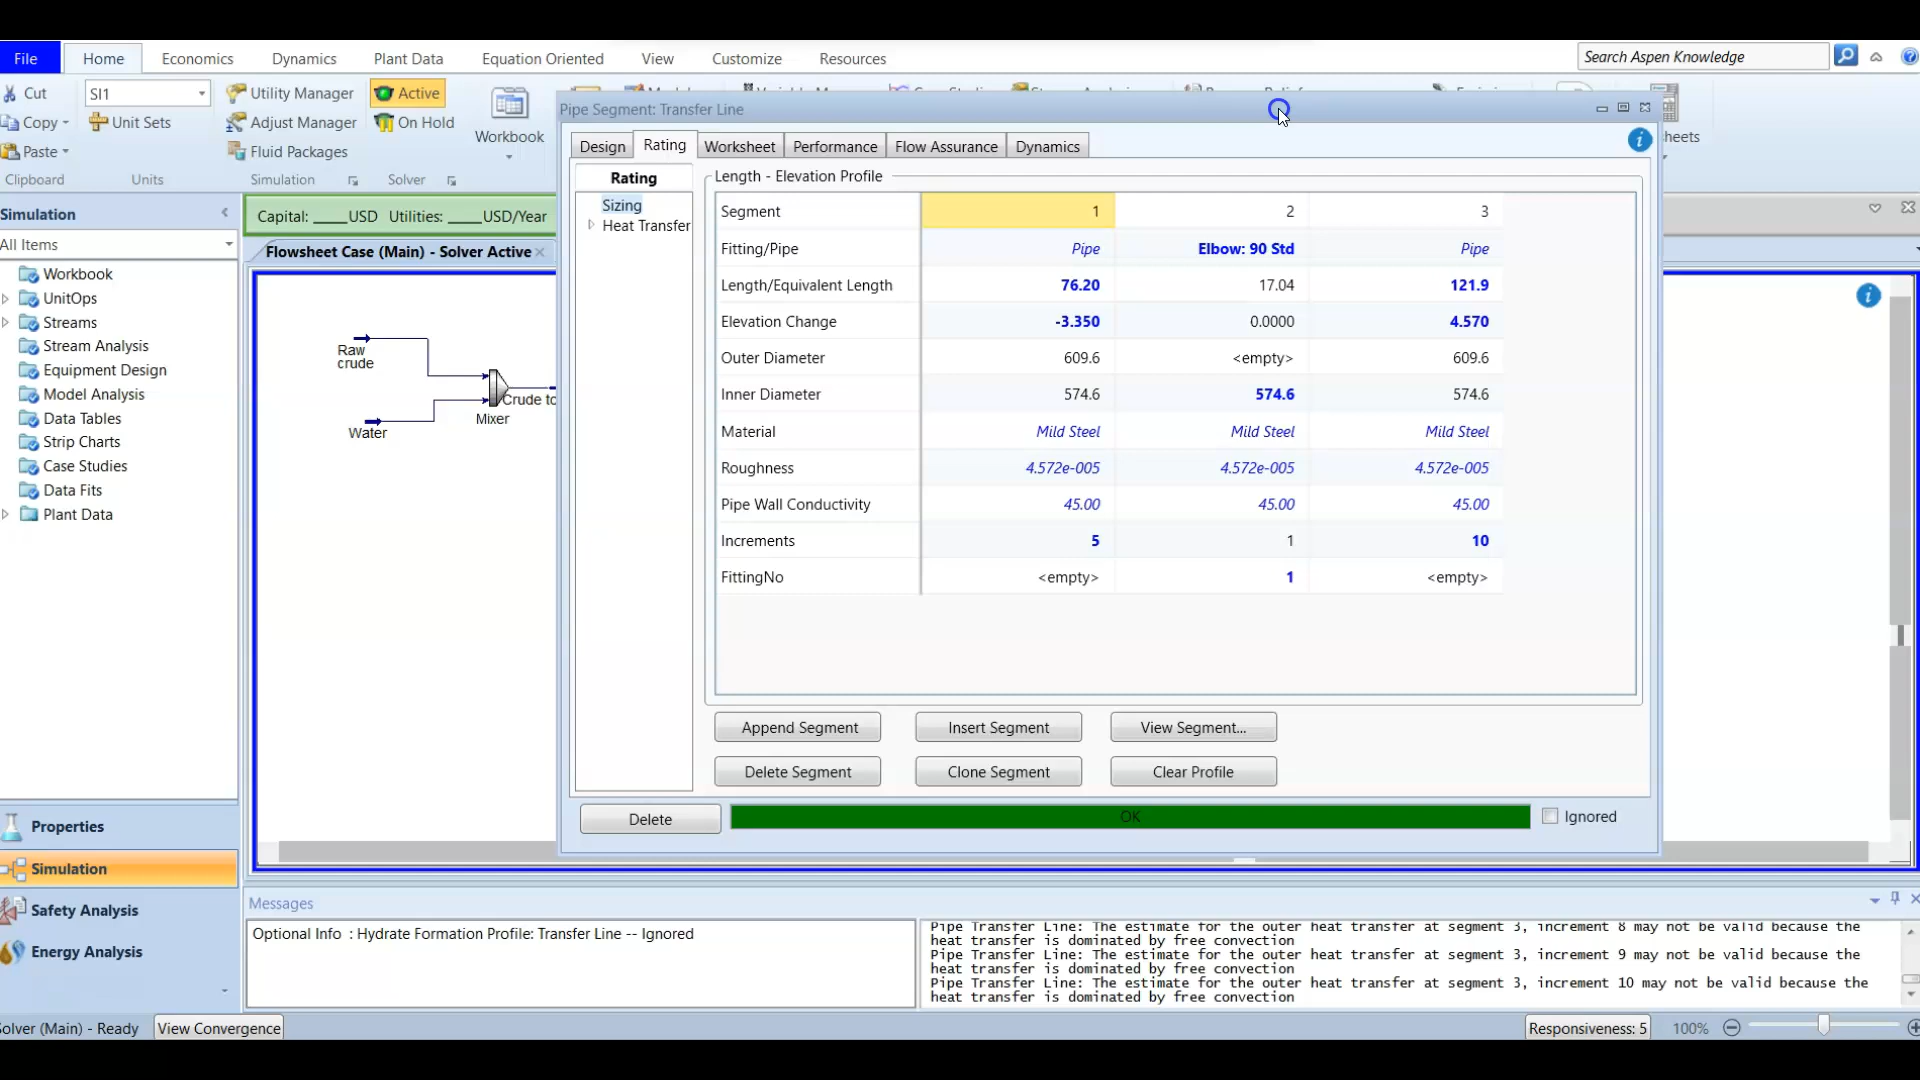 File Home Economics Dynamics Plant Data Equation Oriented View Customize Resources Search Aspen Knowledge
Cut SI1 Utility Manager Active
Copy Unit Sets Adjust Manager On Hold Workbook
Paste Fluid Packages
Clipboard Units Simulation Solver
Pipe Segment: Transfer Line
Design Rating Worksheet Performance Flow Assurance Dynamics
Simulation
All Items
Workbook
UnitOps
Streams
Stream Analysis
Equipment Design
Model Analysis
Data Tables
Strip Charts
Case Studies
Data Fits
Plant Data
Properties
Simulation
Safety Analysis
Energy Analysis
Capital: _____USD Utilities: _____USD/Year
Flowsheet Case (Main) - Solver Active
Raw
crude
Water
Mixer
Crude
Rating
Sizing
Heat Transfer
Length - Elevation Profile
Segment 1 2 3
Fitting/Pipe Pipe Elbow: 90 Std Pipe
Length/Equivalent Length 76.20 17.04 121.9
Elevation Change -3.350 0.0000 4.570
Outer Diameter 609.6 <empty> 609.6
Inner Diameter 574.6 574.6 574.6
Material Mild Steel Mild Steel Mild Steel
Roughness 4.572e-005 4.572e-005 4.572e-005
Pipe Wall Conductivity 45.00 45.00 45.00
Increments 5 1 10
FittingNo <empty> 1 <empty>
Append Segment Insert Segment View Segment...
Delete Segment Clone Segment Clear Profile
Delete OK Ignored
Messages
Optional Info : Hydrate Formation Profile: Transfer Line -- Ignored
Pipe Transfer Line: The estimate for the outer heat transfer at segment 3, increment 8 may not be valid because the
heat transfer is dominated by free convection
Pipe Transfer Line: The estimate for the outer heat transfer at segment 3, increment 9 may not be valid because the
heat transfer is dominated by free convection
Pipe Transfer Line: The estimate for the outer heat transfer at segment 3, increment 10 may not be valid because the
heat transfer is dominated by free convection
Solver (Main) - Ready View Convergence Responsiveness: 5 100%